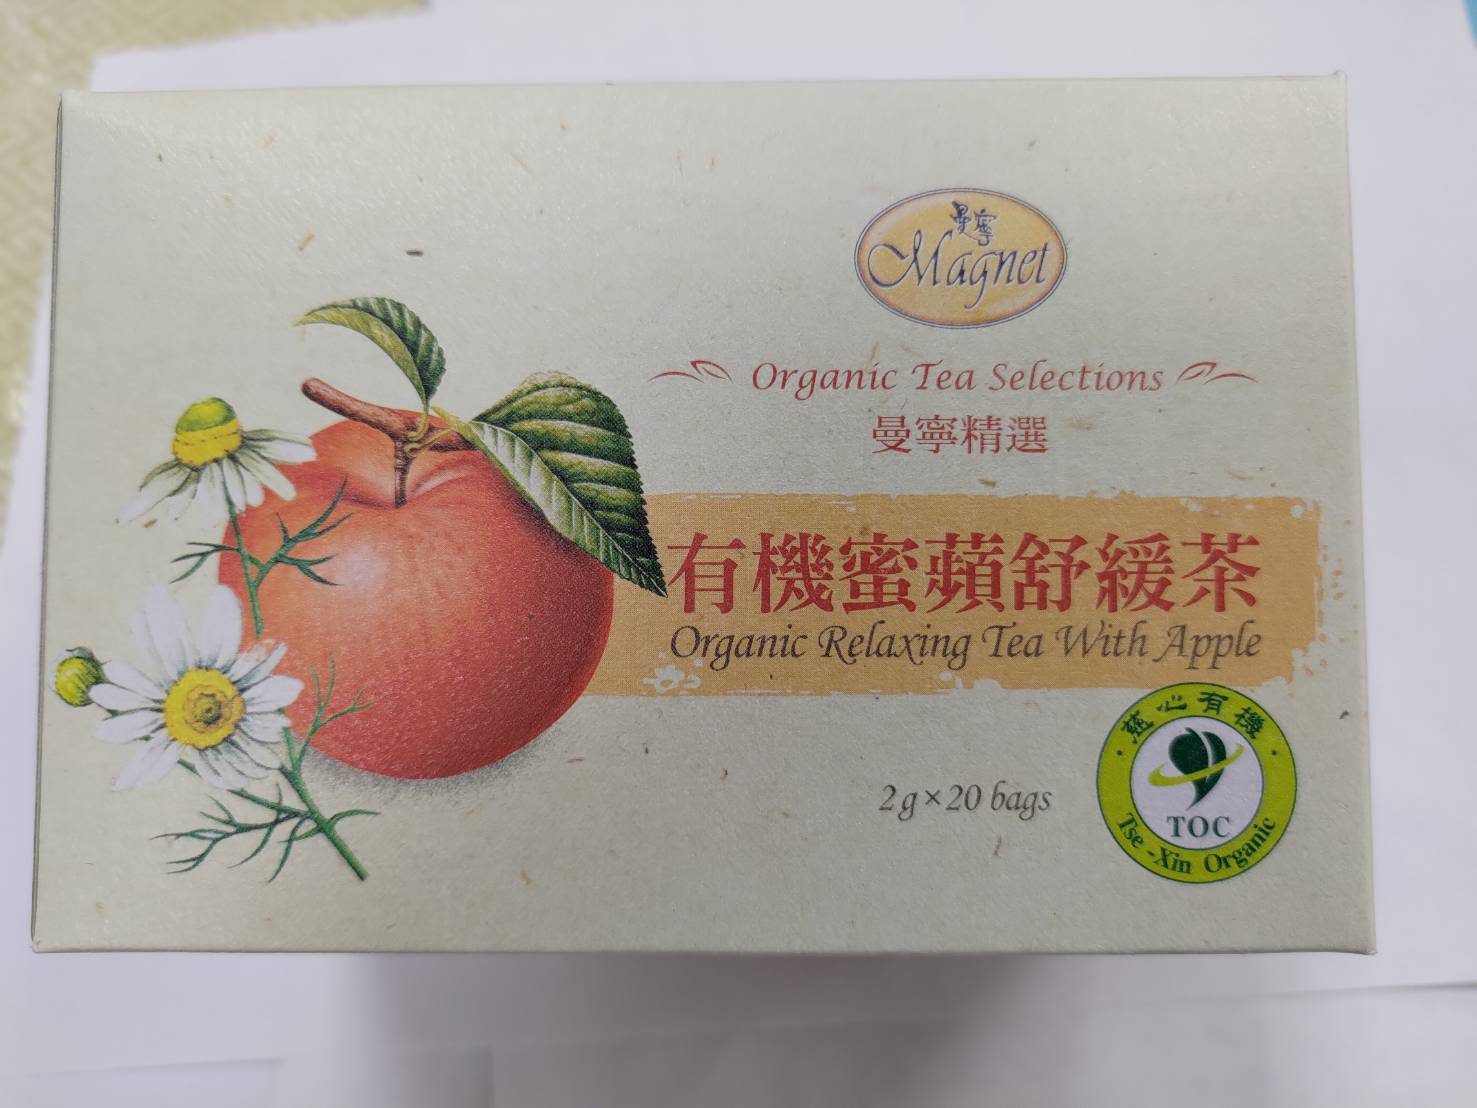 曼寧
Magnet
Organic Tea Selections
曼寧精選
有機蜜蘋舒緩茶
Organic Relaxing Tea With Apple
2g×20 bags
慈心有機
TOC
Tse-Xin Organic